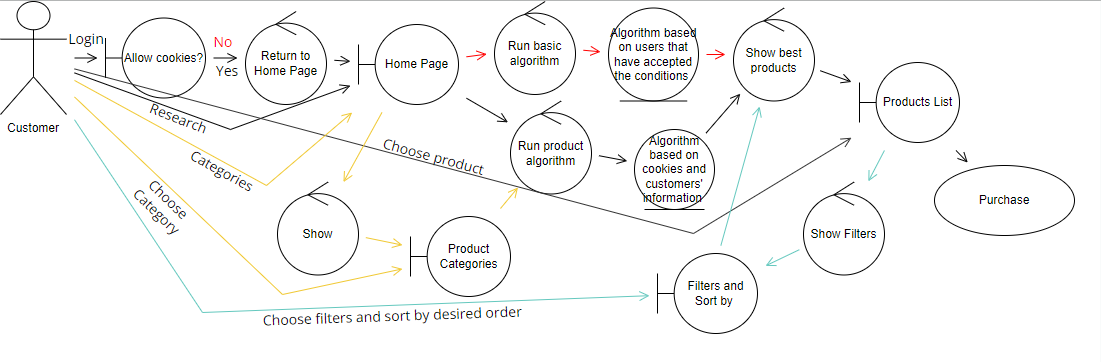 Login
Customer
Allow cookies?
No
Yes
Return to
Home Page
Home Page
Run basic
algorithm
Algorithm based
on users that
have accepted
the conditions
Show best
products
Products List
Purchase
Research
Categories
Choose
Category
Choose product
Run product
algorithm
Algorithm
based on
cookies and
customers'
information
Show
Product
Categories
Show Filters
Filters and
Sort by
Choose filters and sort by desired order